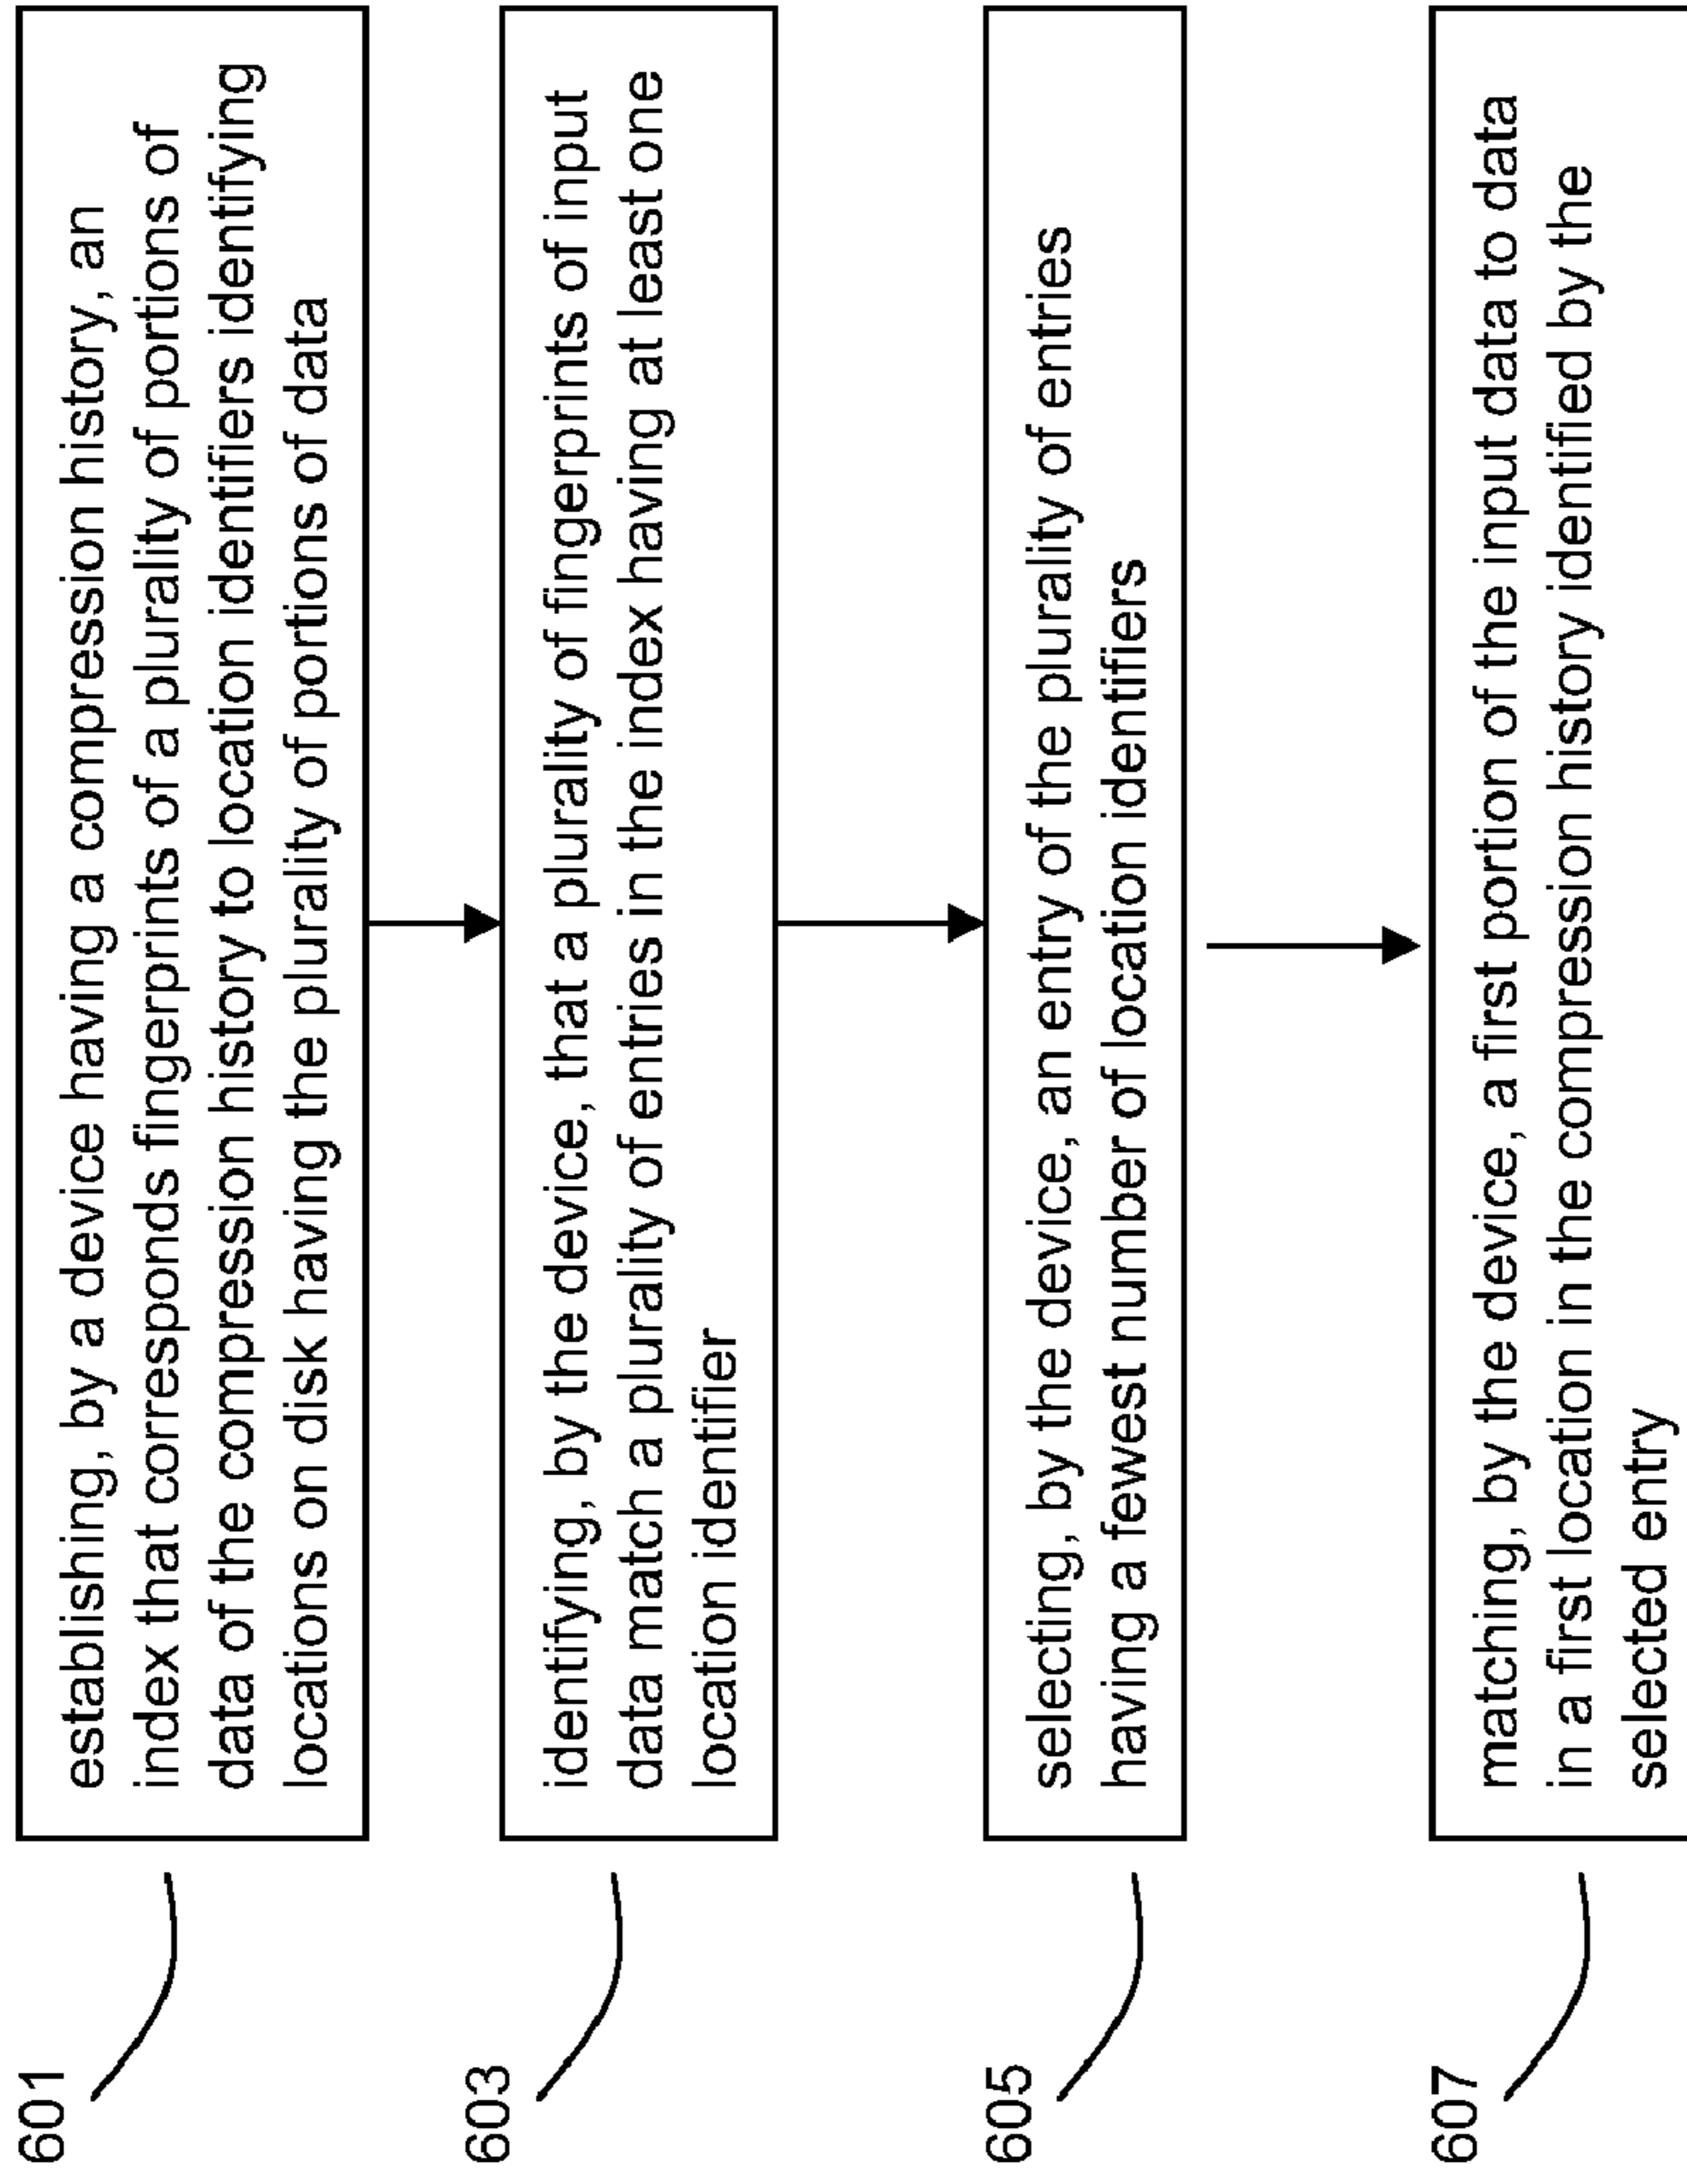 601
establishing, by a device having a compression history, an
index that corresponds fingerprints of a plurality of portions of
data of the compression history to location identifiers identifying
locations on disk having the plurality of portions of data
603
identifying, by the device, that a plurality of fingerprints of input
data match a plurality of entries in the index having at least one
location identifier
605
selecting, by the device, an entry of the plurality of entries
having a fewest number of location identifiers
607
matching, by the device, a first portion of the input data to data
in a first location in the compression history identified by the
selected entry